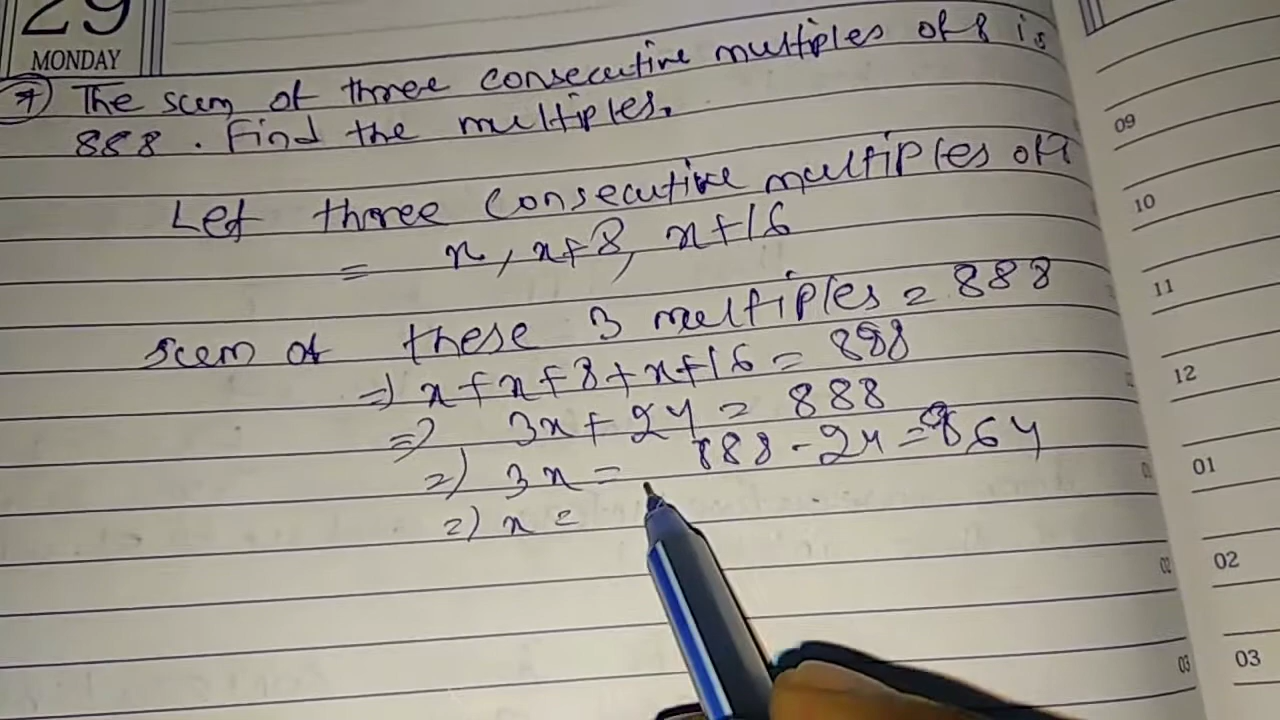 29
MONDAY
7) The sum of three consecutive multiples of 8 is
888. Find the multiples.
Let three consecutive multiples of 8
= x, x+8, x+16
sum of these 3 multiples = 888
=) x+x+8+x+16 = 888
=) 3x+24 = 888
=) 3x = 888-24 = 864
=) x =
09
10
11
12
01
02
02
03
03